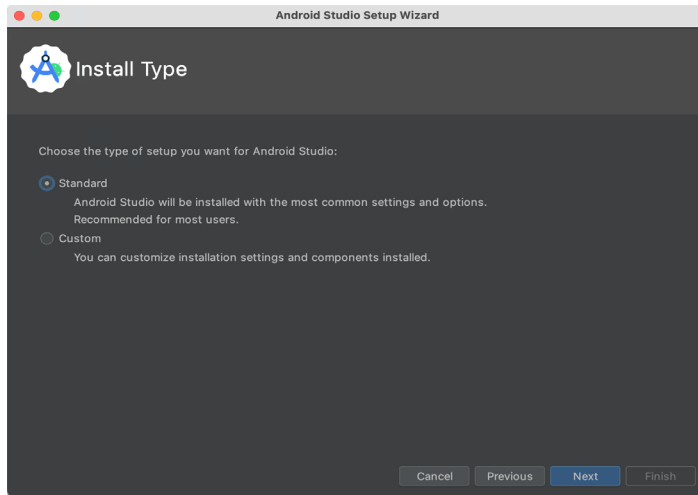 Android Studio Setup Wizard
Install Type
Choose the type of setup you want for Android Studio:
Standard
Android Studio will be installed with the most common settings and options.
Recommended for most users.
Custom
You can customize installation settings and components installed.
Cancel Previous Next Finish